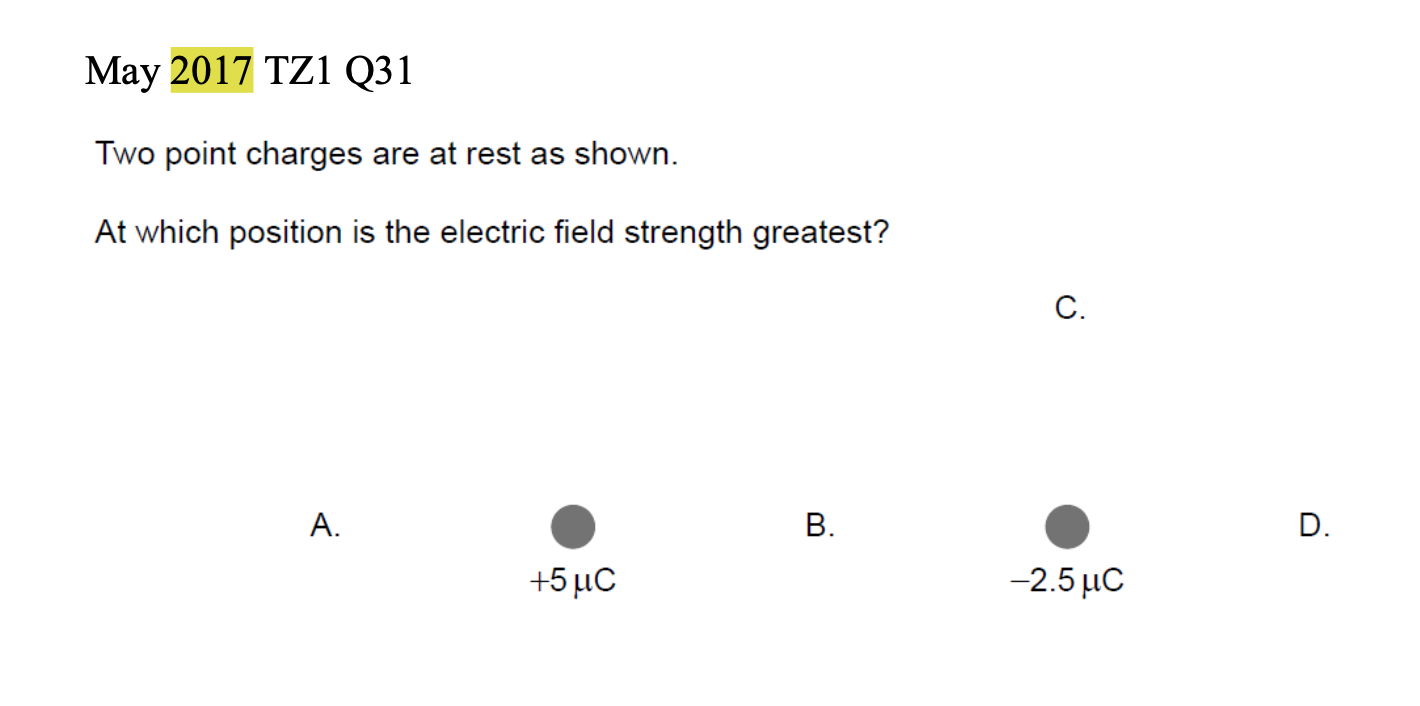 May 2017 TZ1 Q31
Two point charges are at rest as shown.
At which position is the electric field strength greatest?
C.
A.
B.
D.
+5 μC
−2.5 μC